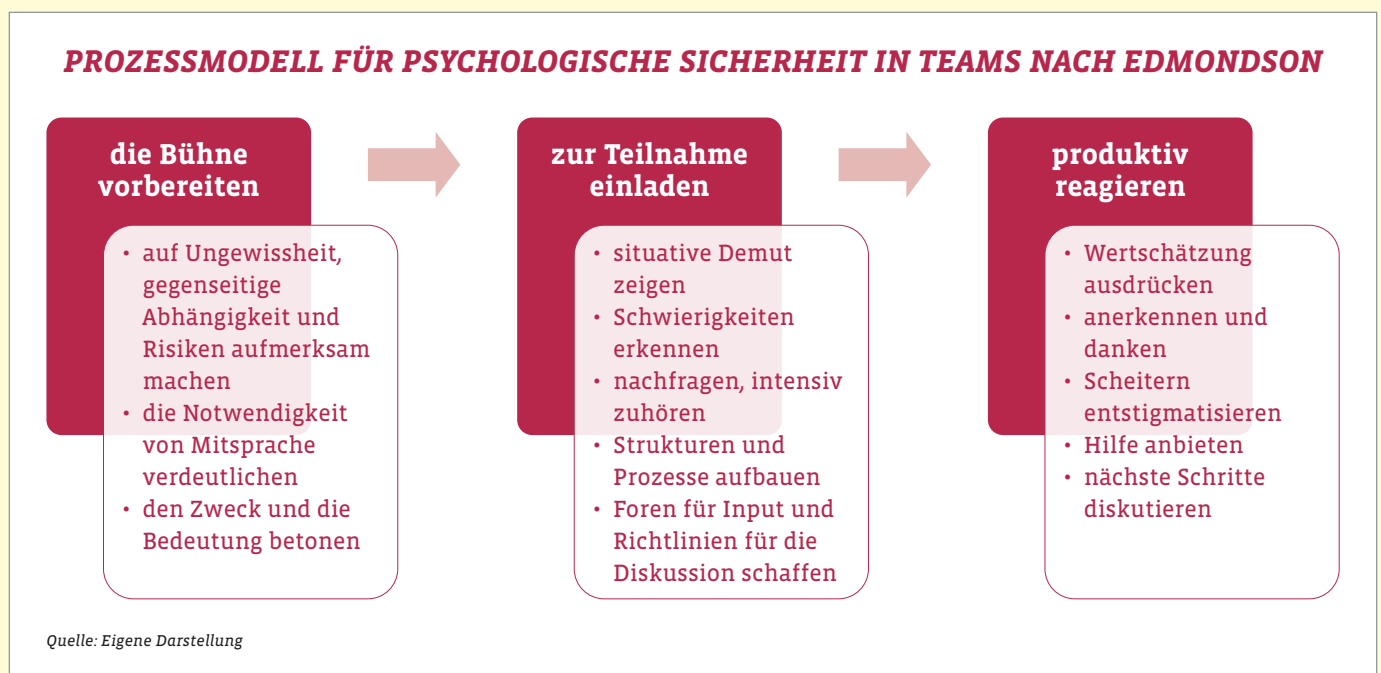 PROZESSMODELL FÜR PSYCHOLOGISCHE SICHERHEIT IN TEAMS NACH EDMONDSON
die Bühne
vorbereiten
• auf Ungewissheit,
gegenseitige
Abhängigkeit und
Risiken aufmerksam
machen
• die Notwendigkeit
von Mitsprache
verdeutlichen
• den Zweck und die
Bedeutung betonen
zur Teilnahme
einladen
• situative Demut
zeigen
• Schwierigkeiten
erkennen
• nachfragen, intensiv
zuhören
• Strukturen und
Prozesse aufbauen
• Foren für Input und
Richtlinien für die
Diskussion schaffen
produktiv
reagieren
• Wertschätzung
ausdrücken
• anerkennen und
danken
• Scheitern
entstigmatisieren
• Hilfe anbieten
• nächste Schritte
diskutieren
Quelle: Eigene Darstellung